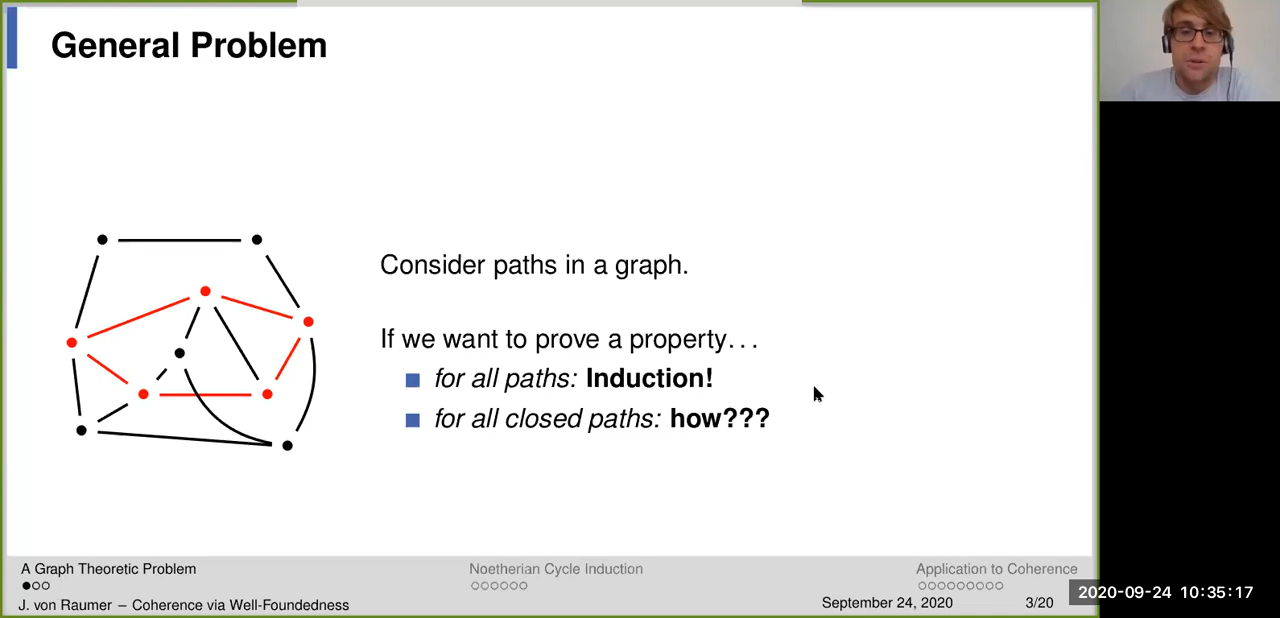 General Problem
Consider paths in a graph.
If we want to prove a property...
for all paths: Induction!
for all closed paths: how???
A Graph Theoretic Problem
Noetherian Cycle Induction
Application to Coherence
J. von Raumer – Coherence via Well-Foundedness
September 24, 2020
3/20
2020-09-24 10:35:17